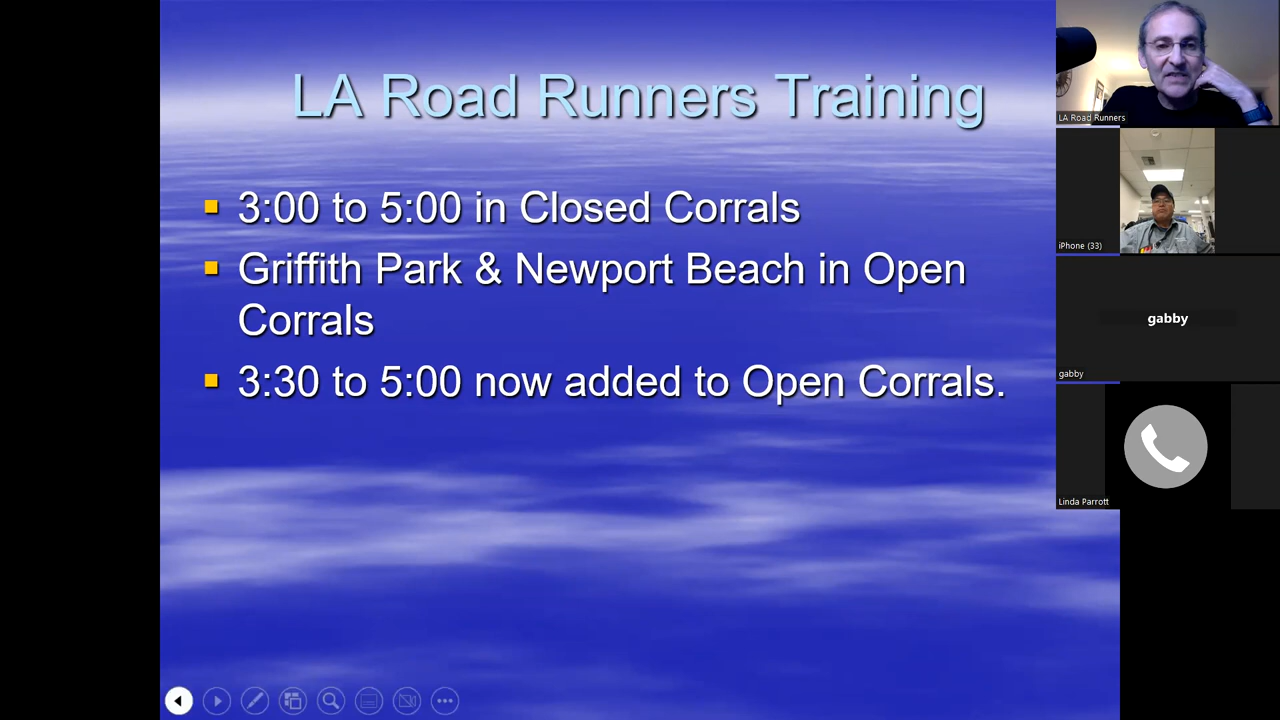 LA Road Runners Training
3:00 to 5:00 in Closed Corrals
Griffith Park & Newport Beach in Open
Corrals
3:30 to 5:00 now added to Open Corrals.
LA Road Runners
iPhone (33)
gabby
gabby
Linda Parrott